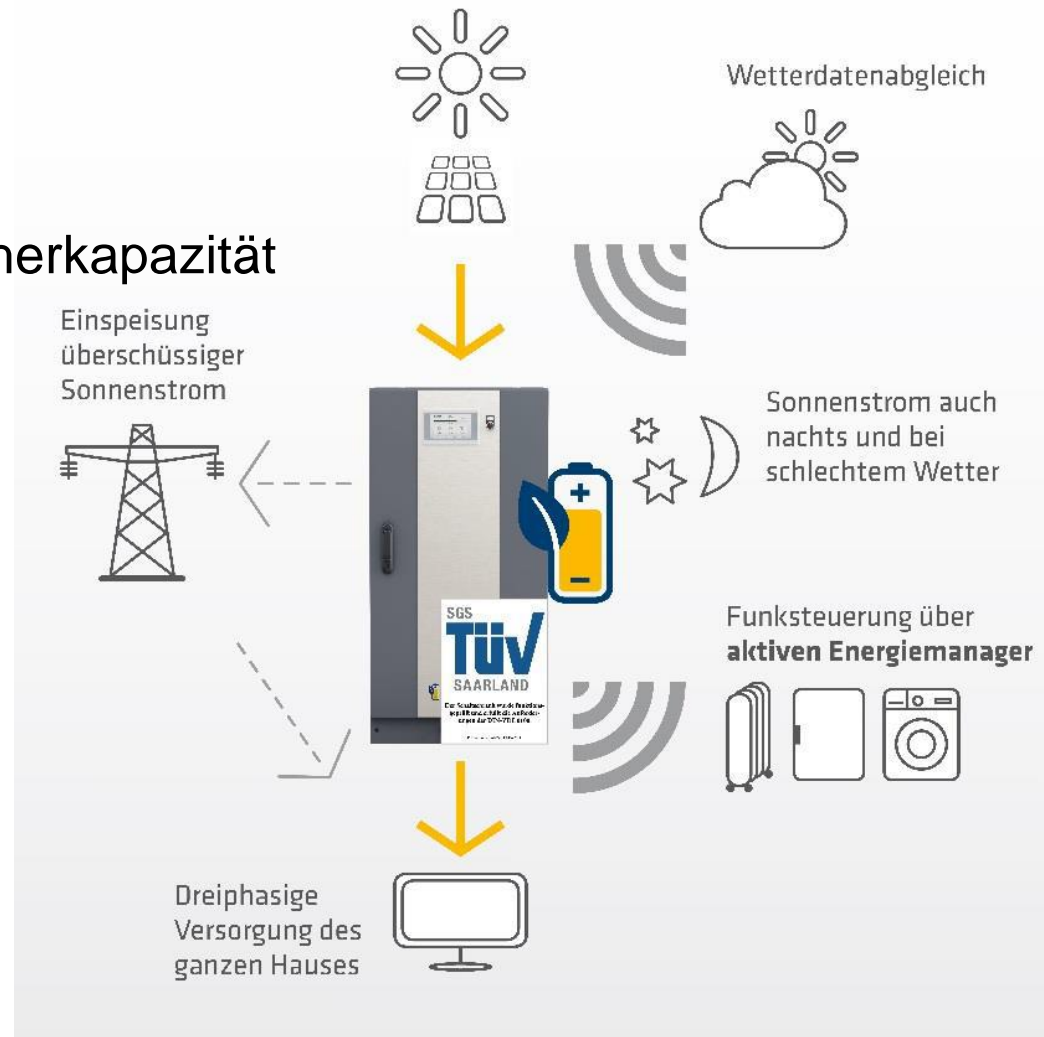 Wetterdatenabgleich
herkapazität
Einspeisung
überschüssiger
Sonnenstrom
Sonnenstrom auch
nachts und bei
schlechtem Wetter
+
−
SGS
TÜV
SAARLAND
Funksteuerung über
aktiven Energiemanager
Dreiphasige
Versorgung des
ganzen Hauses